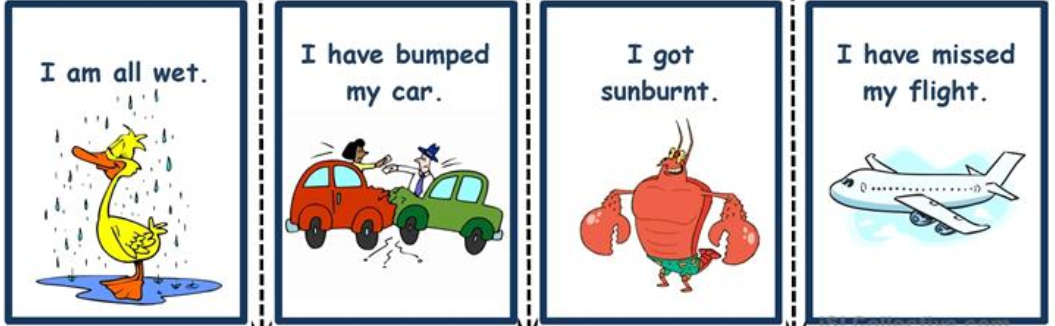 I am all wet.
I have bumped
my car.
I got
sunburnt.
I have missed
my flight.